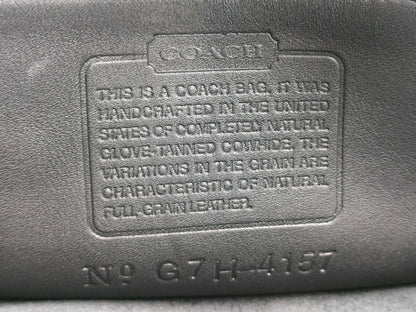 COACH
THIS IS A COACH BAG. IT WAS
HANDCRAFTED IN THE UNITED
STATES OF COMPLETELY NATURAL
GLOVE-TANNED COWHIDE. THE
VARIATIONS IN THE GRAIN ARE
CHARACTERISTIC OF NATURAL
FULL-GRAIN LEATHER.
Nº G7H-4157